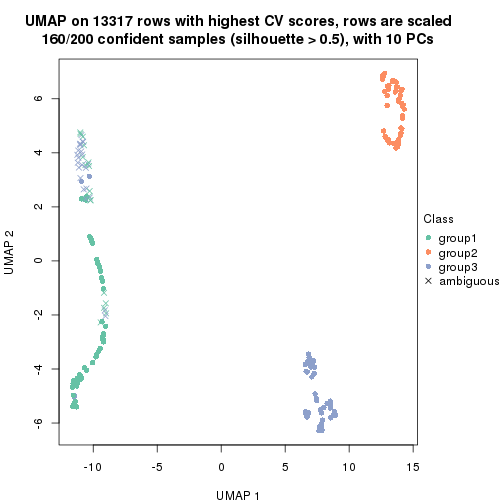 UMAP on 13317 rows with highest CV scores, rows are scaled
160/200 confident samples (silhouette > 0.5), with 10 PCs
6
4
2
0
-2
-4
-6
UMAP 2
-10
-5
0
5
10
15
UMAP 1
Class
group1
group2
group3
ambiguous